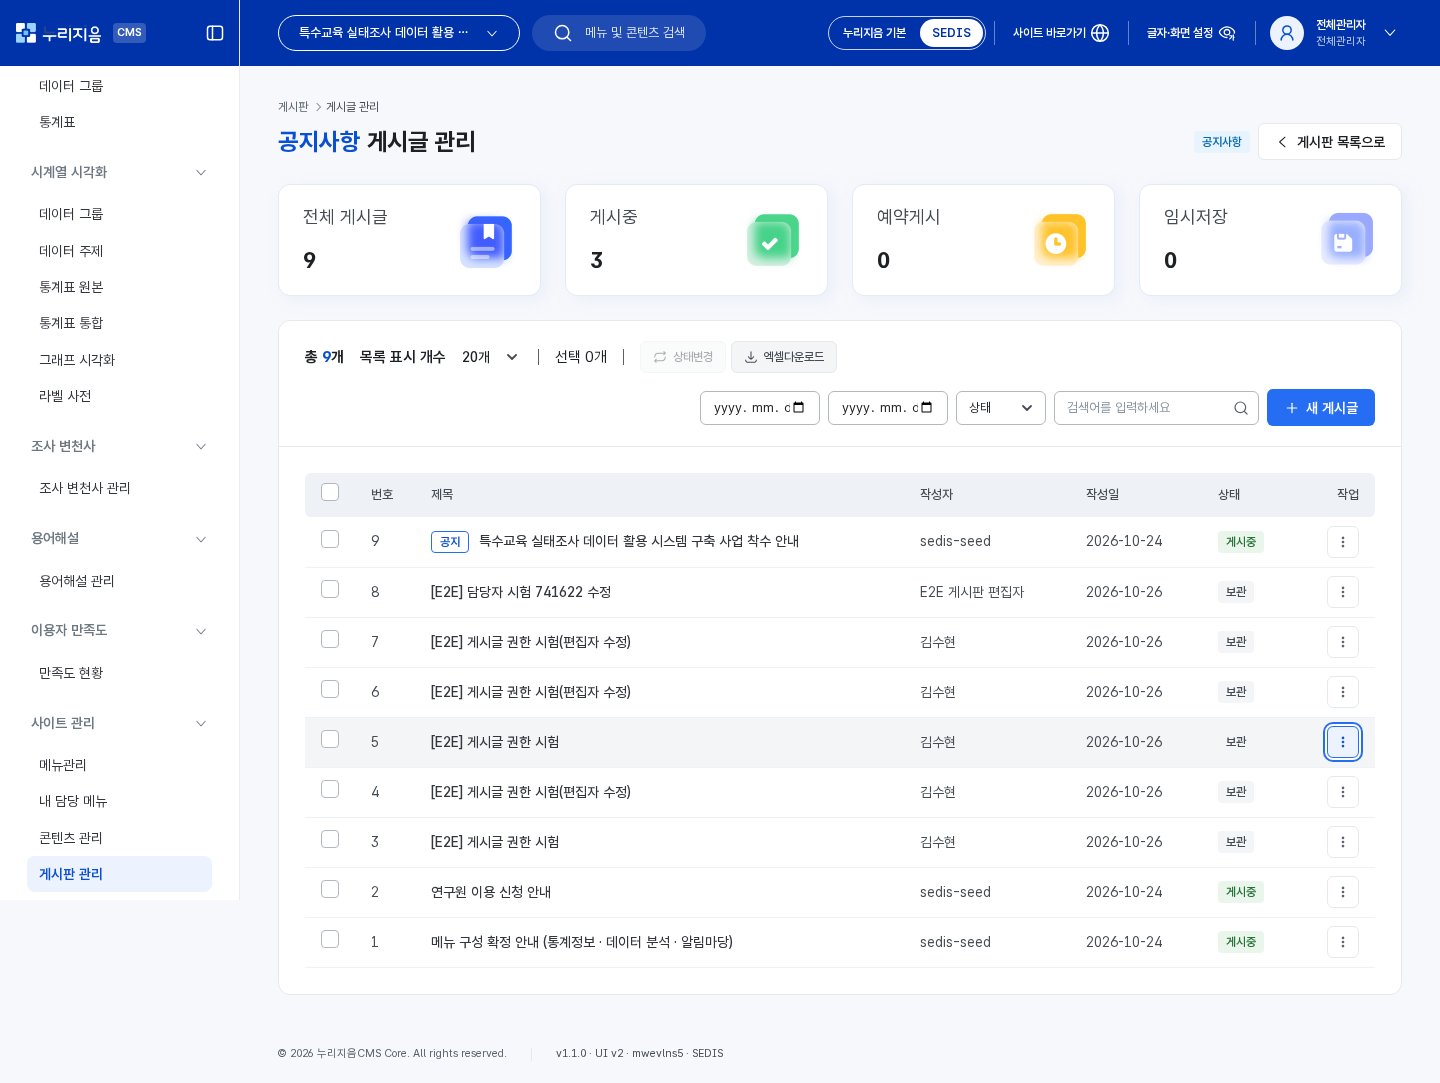 누리지음 CMS
특수교육 실태조사 데이터 활용 ···
메뉴 및 콘텐츠 검색
누리지음 기본 SEDIS
사이트 바로가기
글자·화면 설정
전체관리자
전체관리자
데이터 그룹
통계표
시계열 시각화
데이터 그룹
데이터 주제
통계표 원본
통계표 통합
그래프 시각화
라벨 사전
조사 변천사
조사 변천사 관리
용어해설
용어해설 관리
이용자 만족도
만족도 현황
사이트 관리
메뉴관리
내 담당 메뉴
콘텐츠 관리
게시판 관리
게시판 > 게시글 관리
공지사항 게시글 관리
공지사항 게시판 목록으로
전체 게시글
9
게시중
3
예약게시
0
임시저장
0
총 9개 목록 표시 개수 20개 선택 0개 상태변경 엑셀다운로드
yyyy. mm. d yyyy. mm. d 상태 검색어를 입력하세요 새 게시글
번호 제목 작성자 작성일 상태 작업
9 공지 특수교육 실태조사 데이터 활용 시스템 구축 사업 착수 안내 sedis-seed 2026-10-24 게시중
8 [E2E] 담당자 시험 741622 수정 E2E 게시판 편집자 2026-10-26 보관
7 [E2E] 게시글 권한 시험(편집자 수정) 김수현 2026-10-26 보관
6 [E2E] 게시글 권한 시험(편집자 수정) 김수현 2026-10-26 보관
5 [E2E] 게시글 권한 시험 김수현 2026-10-26 보관
4 [E2E] 게시글 권한 시험(편집자 수정) 김수현 2026-10-26 보관
3 [E2E] 게시글 권한 시험 김수현 2026-10-26 보관
2 연구원 이용 신청 안내 sedis-seed 2026-10-24 게시중
1 메뉴 구성 확정 안내 (통계정보 · 데이터 분석 · 알림마당) sedis-seed 2026-10-24 게시중
© 2026 누리지음CMS Core. All rights reserved. v1.1.0 · UI v2 · mwevlns5 · SEDIS